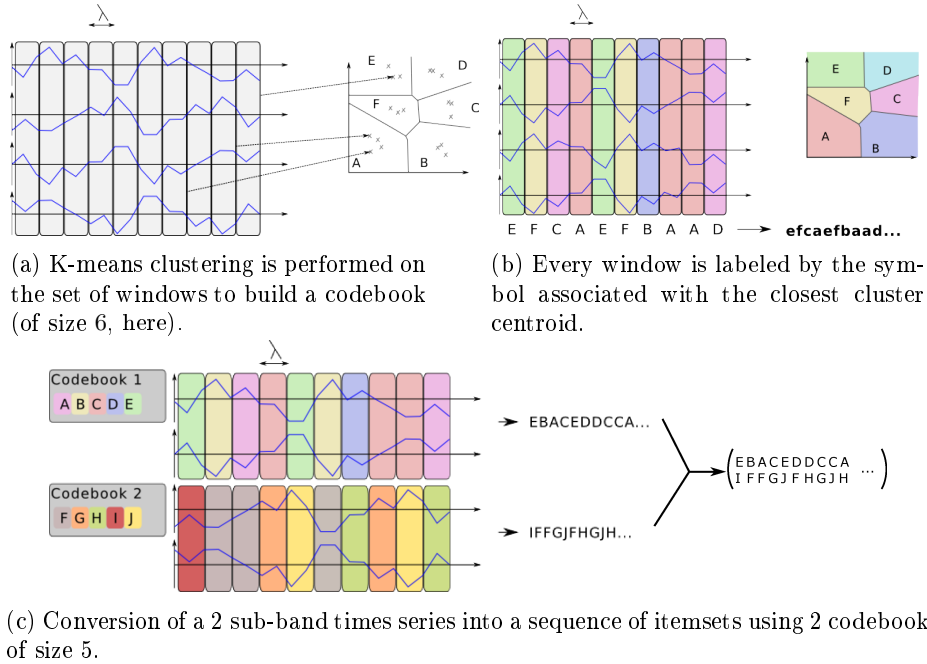 λ
E
D
F
C
A
B
(a) K-means clustering is performed on
the set of windows to build a codebook
(of size 6, here).
λ
E F C A E F B A A D
efcaefbaad...
E
D
F
C
A
B
(b) Every window is labeled by the sym-
bol associated with the closest cluster
centroid.
λ
Codebook 1
A B C D E
EBACEDDCCA...
Codebook 2
F G H I J
IFFGJFHGJH...
EBACEDDCCA ...
IFFGJFHGJH
(c) Conversion of a 2 sub-band times series into a sequence of itemsets using 2 codebook
of size 5.